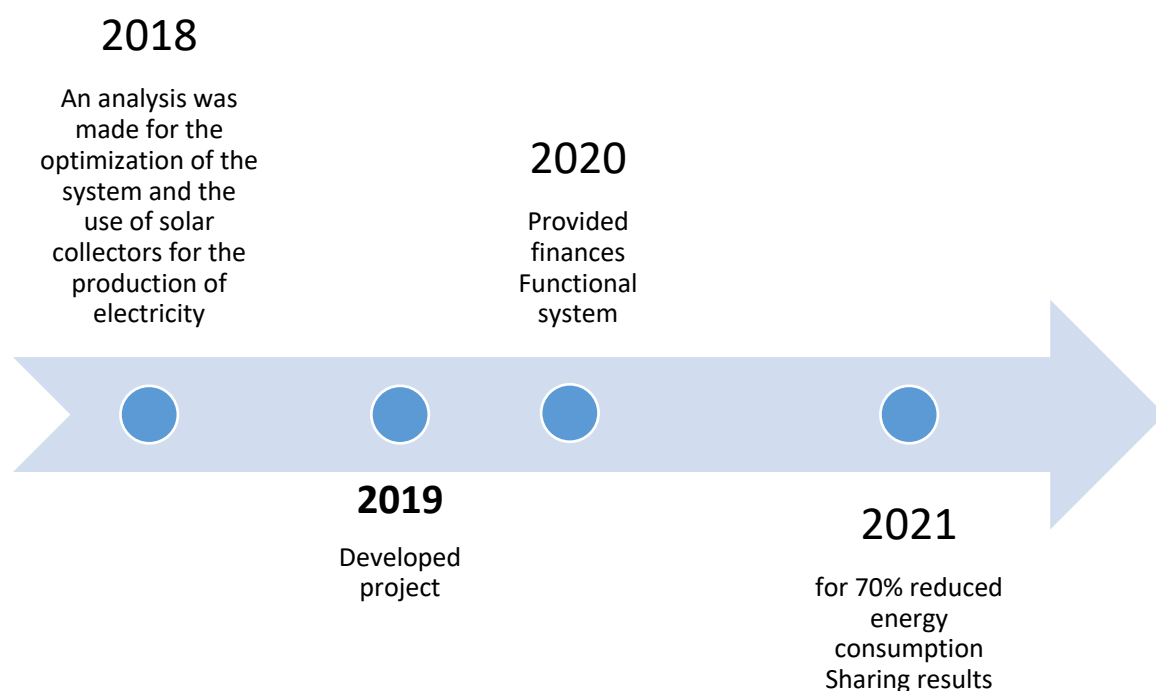 2018
An analysis was
made for the
optimization of the
system and the
use of solar
collectors for the
production of
electricity
2019
Developed
project
2020
Provided
finances
Functional
system
2021
for 70% reduced
energy
consumption
Sharing results